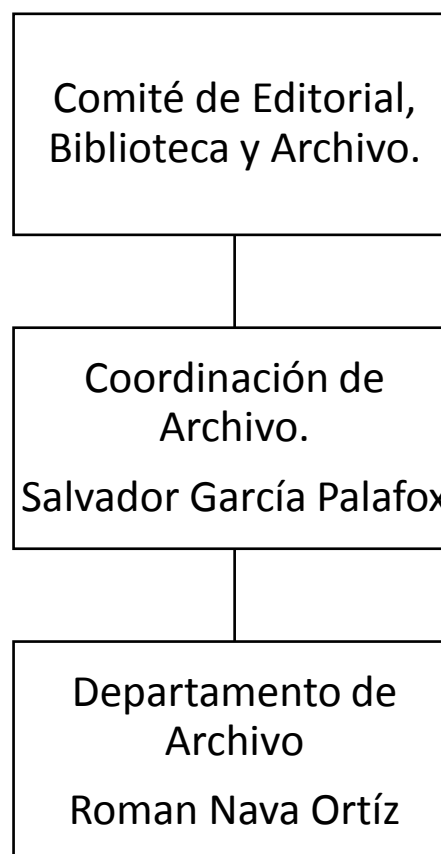 Comité de Editorial,
Biblioteca y Archivo.
Coordinación de
Archivo.
Salvador García Palafox
Departamento de
Archivo
Roman Nava Ortíz